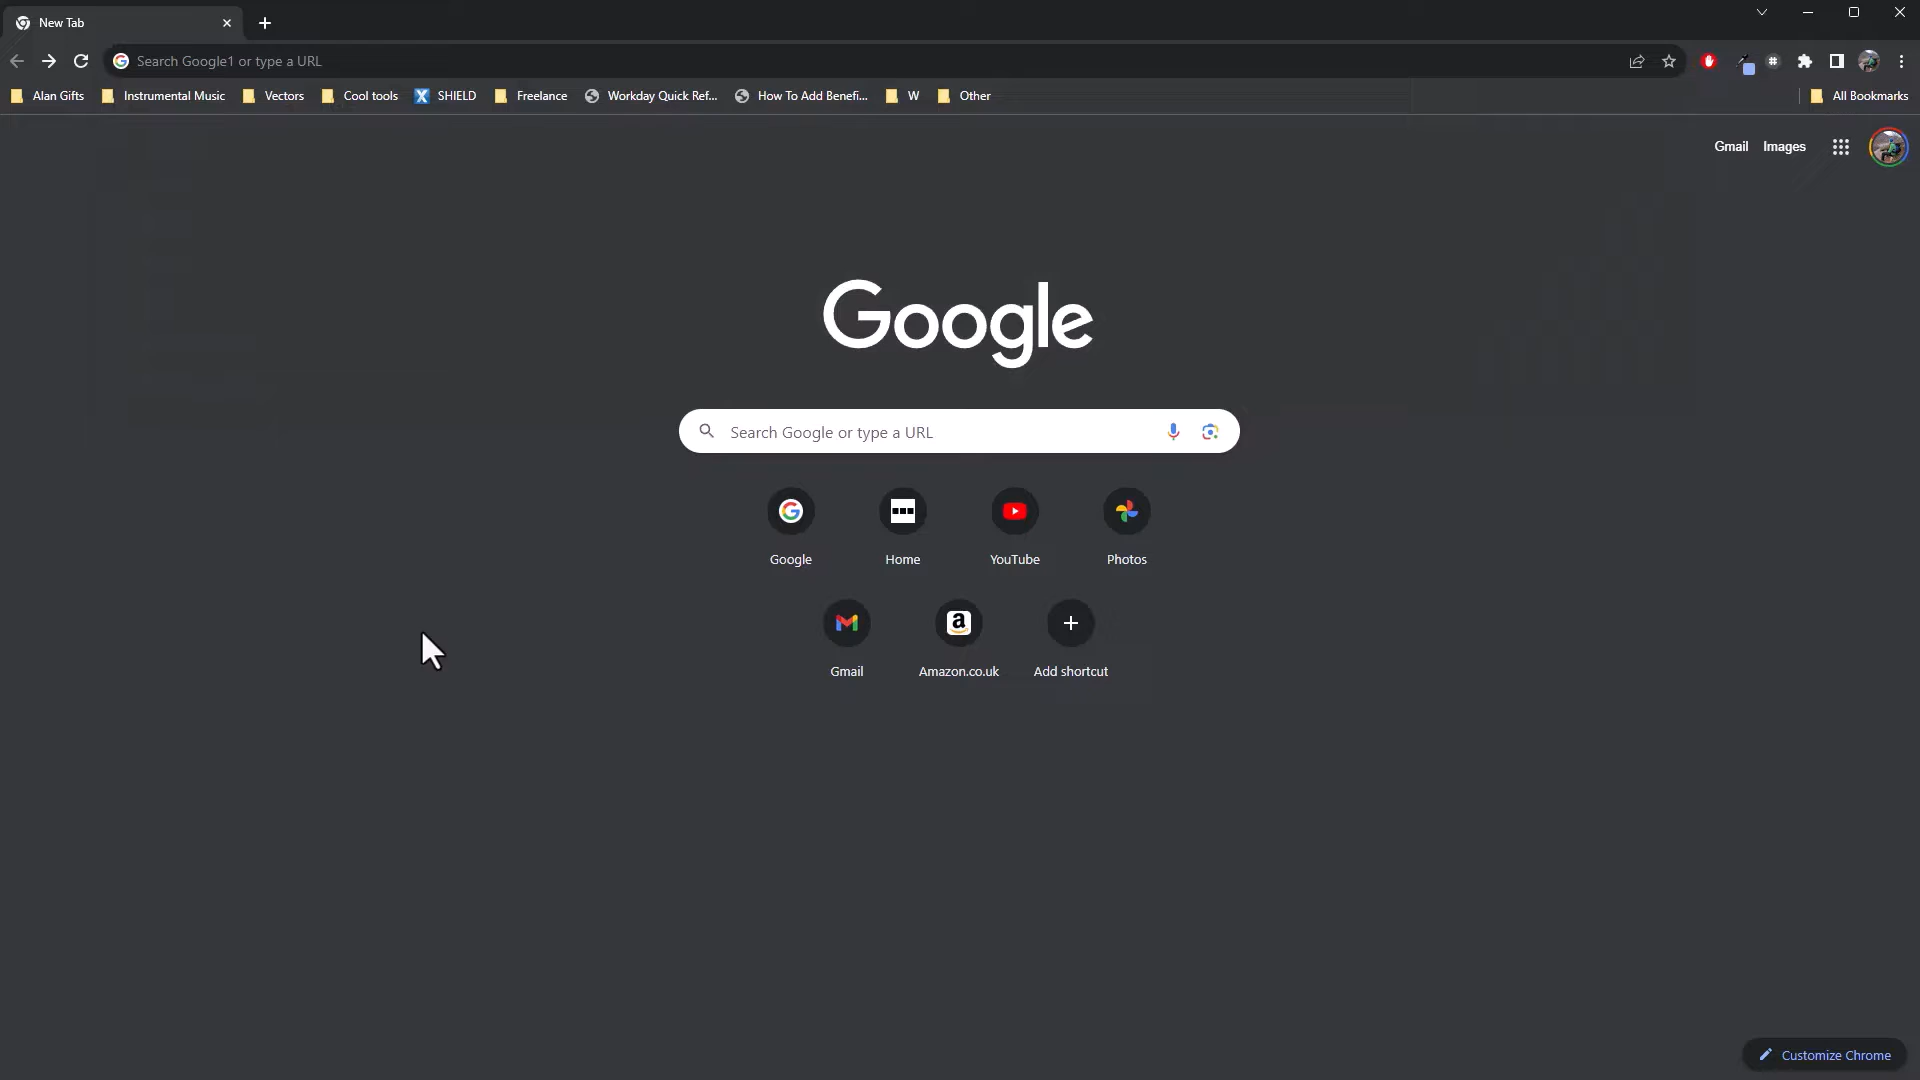 New Tab
Search Google1 or type a URL
Alan Gifts Instrumental Music Vectors Cool tools X SHIELD Freelance Workday Quick Ref... How To Add Benefi... W Other All Bookmarks
Gmail Images
Google
Search Google or type a URL
Google Home YouTube Photos
Gmail Amazon.co.uk Add shortcut
Customize Chrome